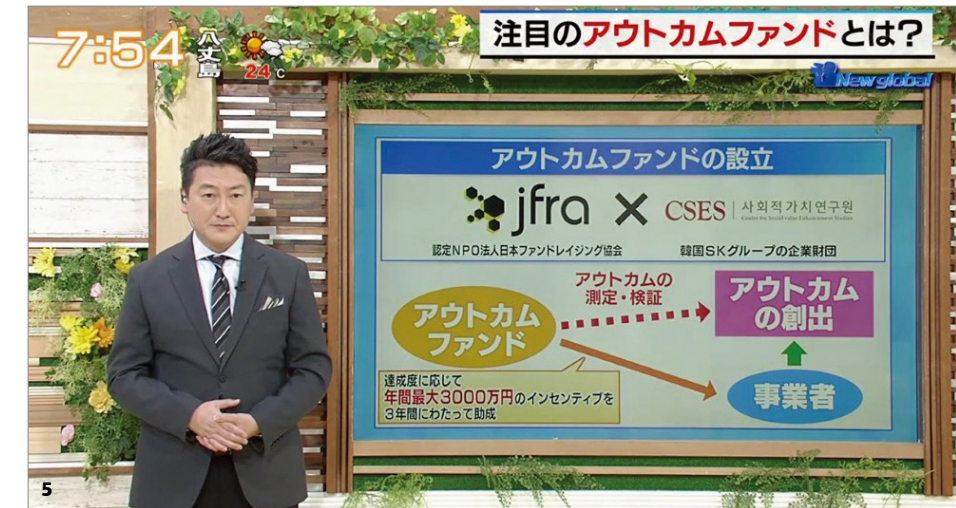 7:54
八丈島
24℃
注目のアウトカムファンドとは?
New global
アウトカムファンドの設立
jfra × CSES 사회적가치연구원
Center for Social value Enhancement Studies
認定NPO法人日本ファンドレイジング協会
韓国SKグループの企業財団
アウトカムの
測定・検証
アウトカム
ファンド
アウトカム
の創出
達成度に応じて
年間最大3000万円のインセンティブを
3年間にわたって助成
事業者
5